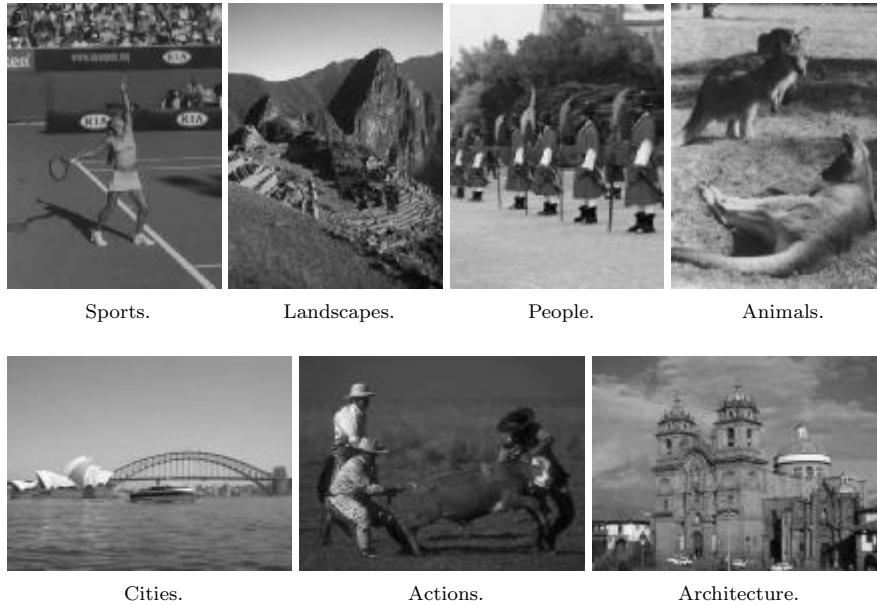 KIA
KIA
KIA
Sports.
Landscapes.
People.
Animals.
Cities.
Actions.
Architecture.